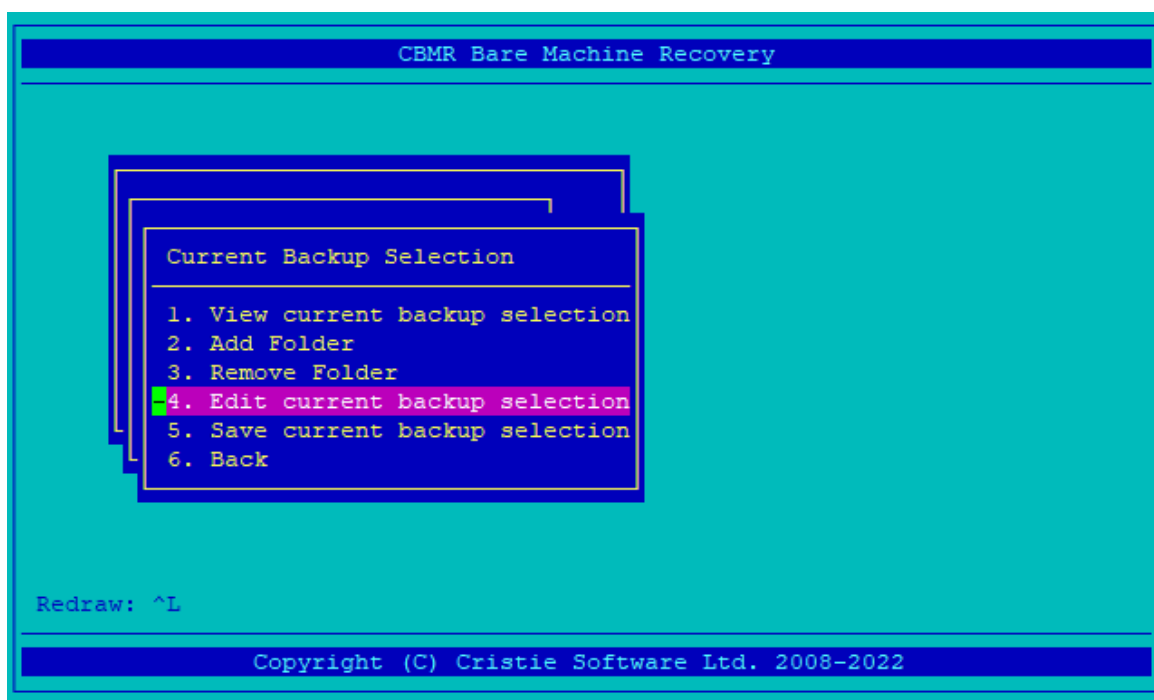 CBMR Bare Machine Recovery
Current Backup Selection
1. View current backup selection
2. Add Folder
3. Remove Folder
-4. Edit current backup selection
5. Save current backup selection
6. Back
Redraw: ^L
Copyright (C) Cristie Software Ltd. 2008-2022